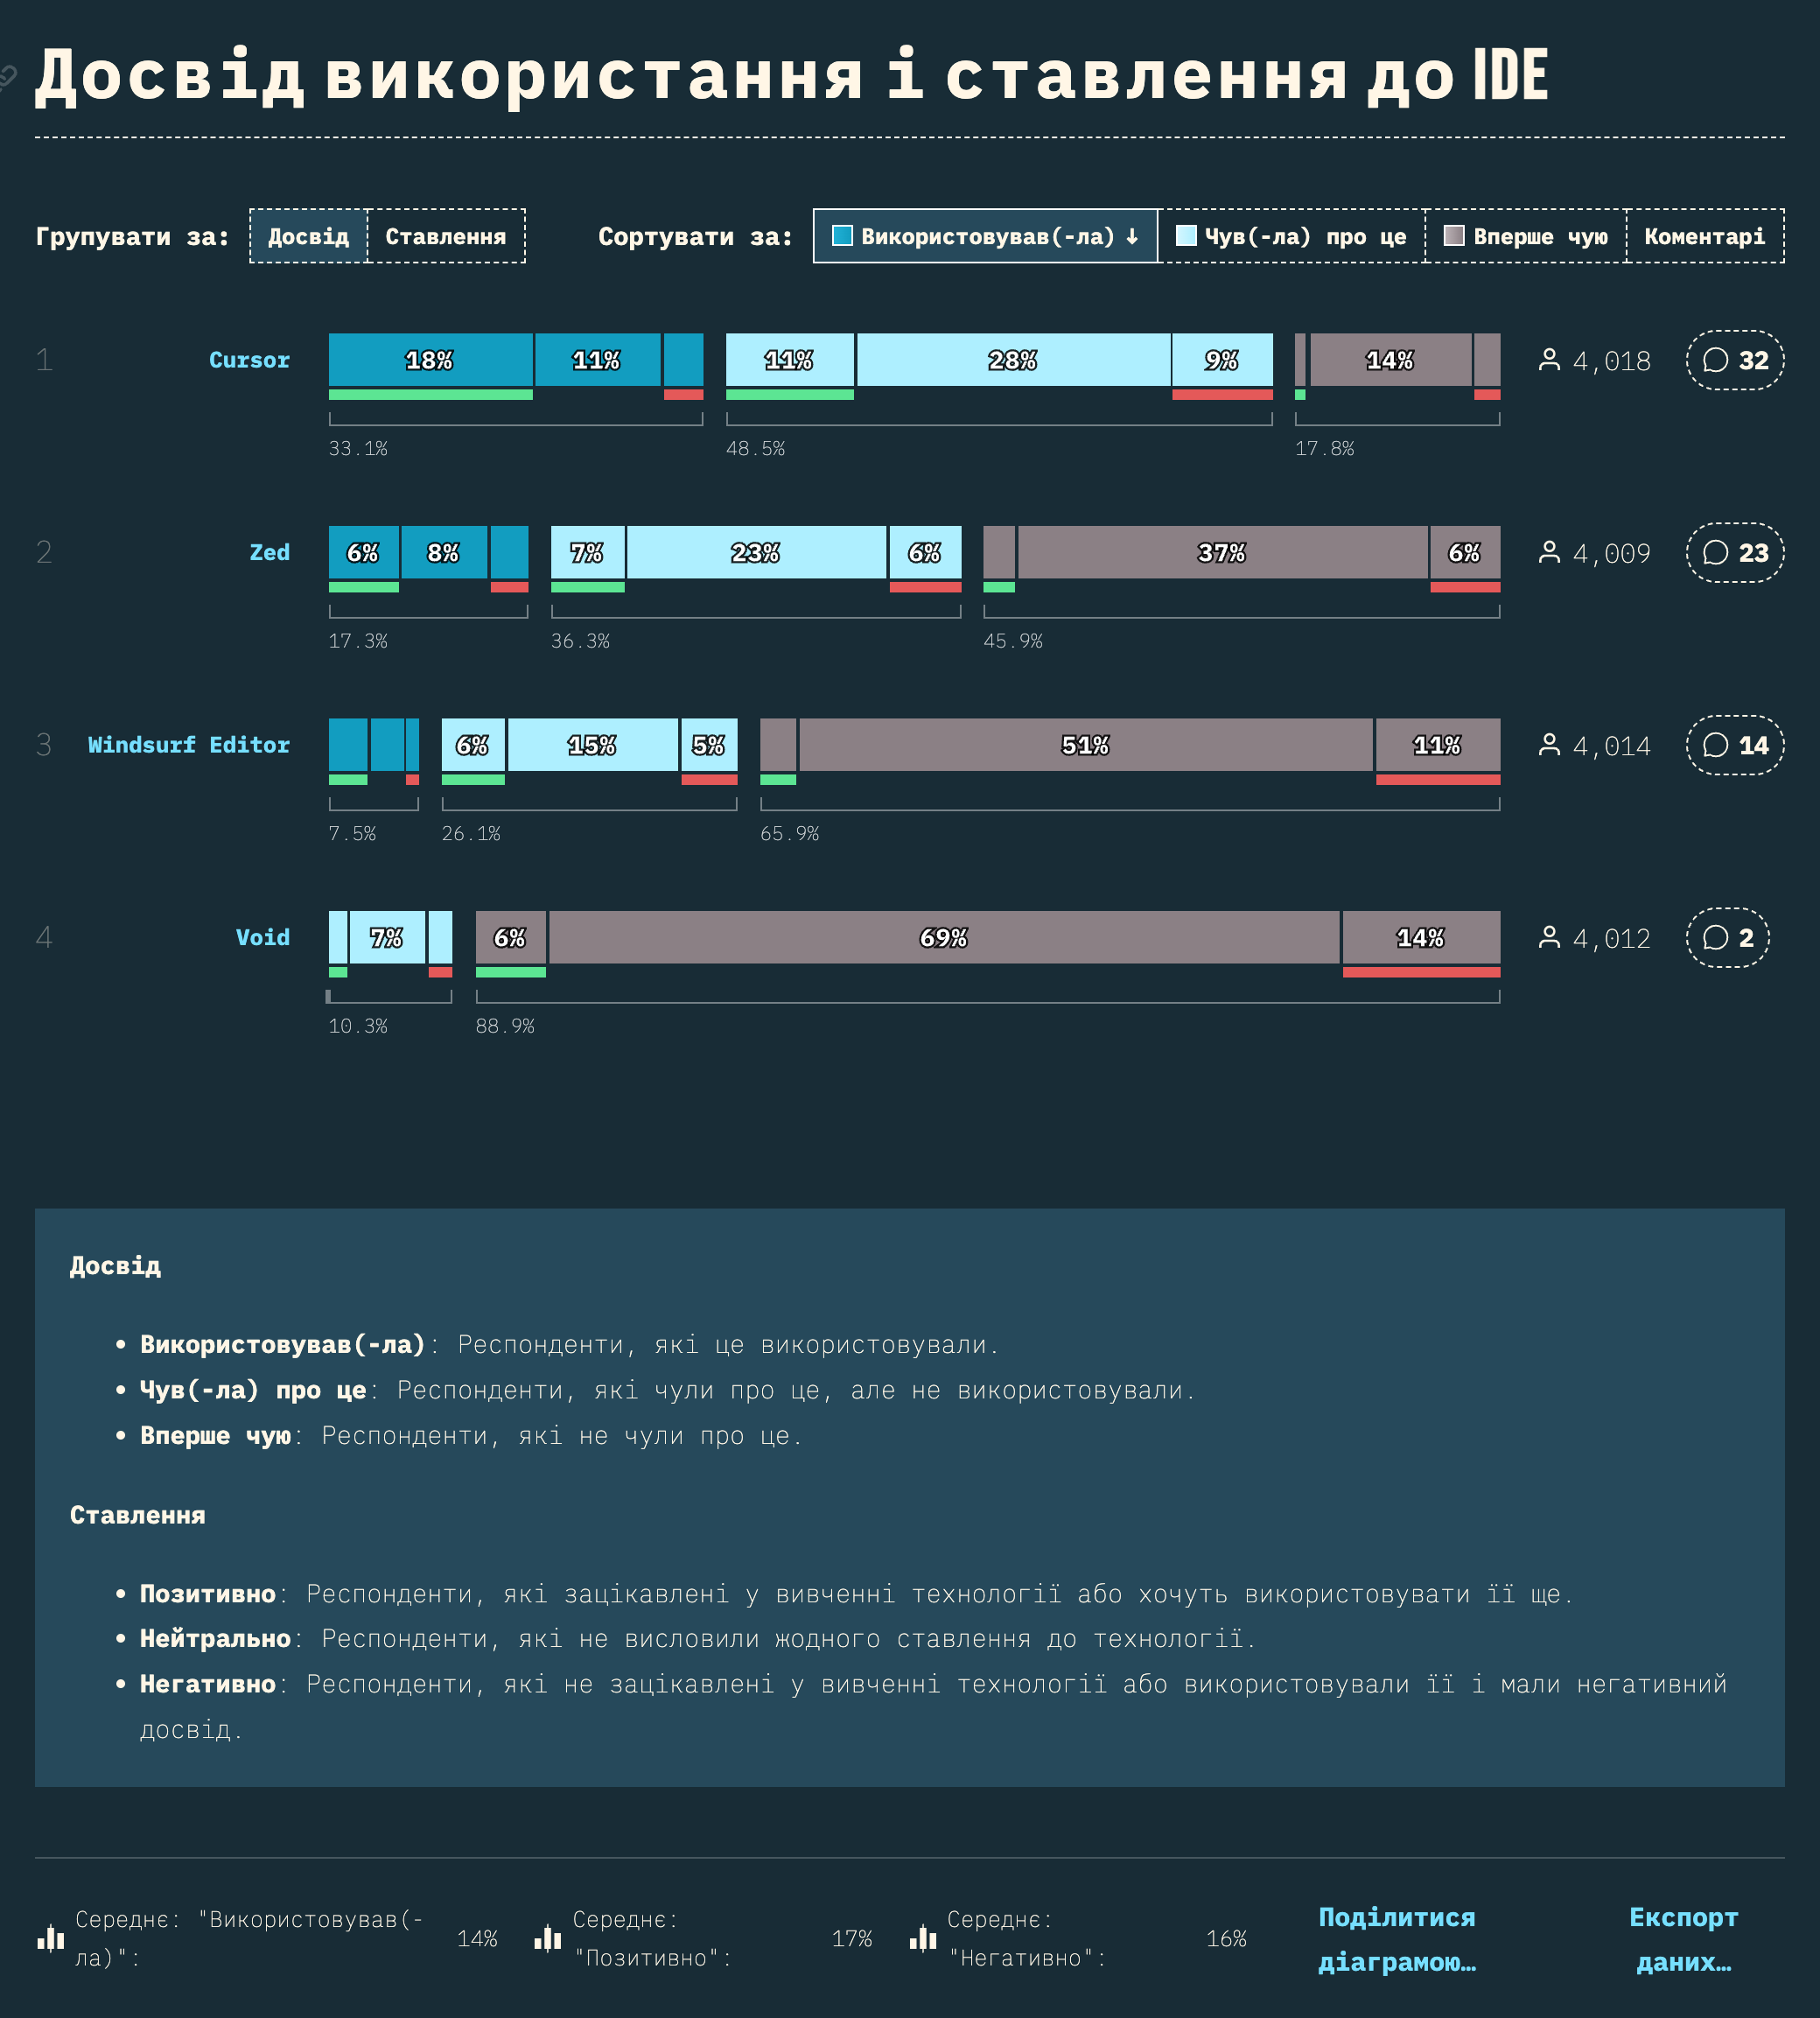 Досвід використання і ставлення до IDE
Групувати за: Досвід Ставлення Сортувати за: Використовував(-ла) ↓ Чув(-ла) про це Вперше чую Коментарі
1 Cursor 18% 11% 11% 28% 9% 14% 4,018 32
33.1% 48.5% 17.8%
2 Zed 6% 8% 7% 23% 6% 37% 6% 4,009 23
17.3% 36.3% 45.9%
3 Windsurf Editor 6% 15% 5% 51% 11% 4,014 14
7.5% 26.1% 65.9%
4 Void 7% 6% 69% 14% 4,012 2
10.3% 88.9%
Досвід
• Використовував(-ла): Респонденти, які це використовували.
• Чув(-ла) про це: Респонденти, які чули про це, але не використовували.
• Вперше чую: Респонденти, які не чули про це.
Ставлення
• Позитивно: Респонденти, які зацікавлені у вивченні технології або хочуть використовувати її ще.
• Нейтрально: Респонденти, які не висловили жодного ставлення до технології.
• Негативно: Респонденти, які не зацікавлені у вивченні технології або використовували її і мали негативний
досвід.
Середнє: "Використовував(-
ла)": 14%
Середнє:
"Позитивно": 17%
Середнє:
"Негативно": 16%
Поділитися
діаграмою…
Експорт
даних…